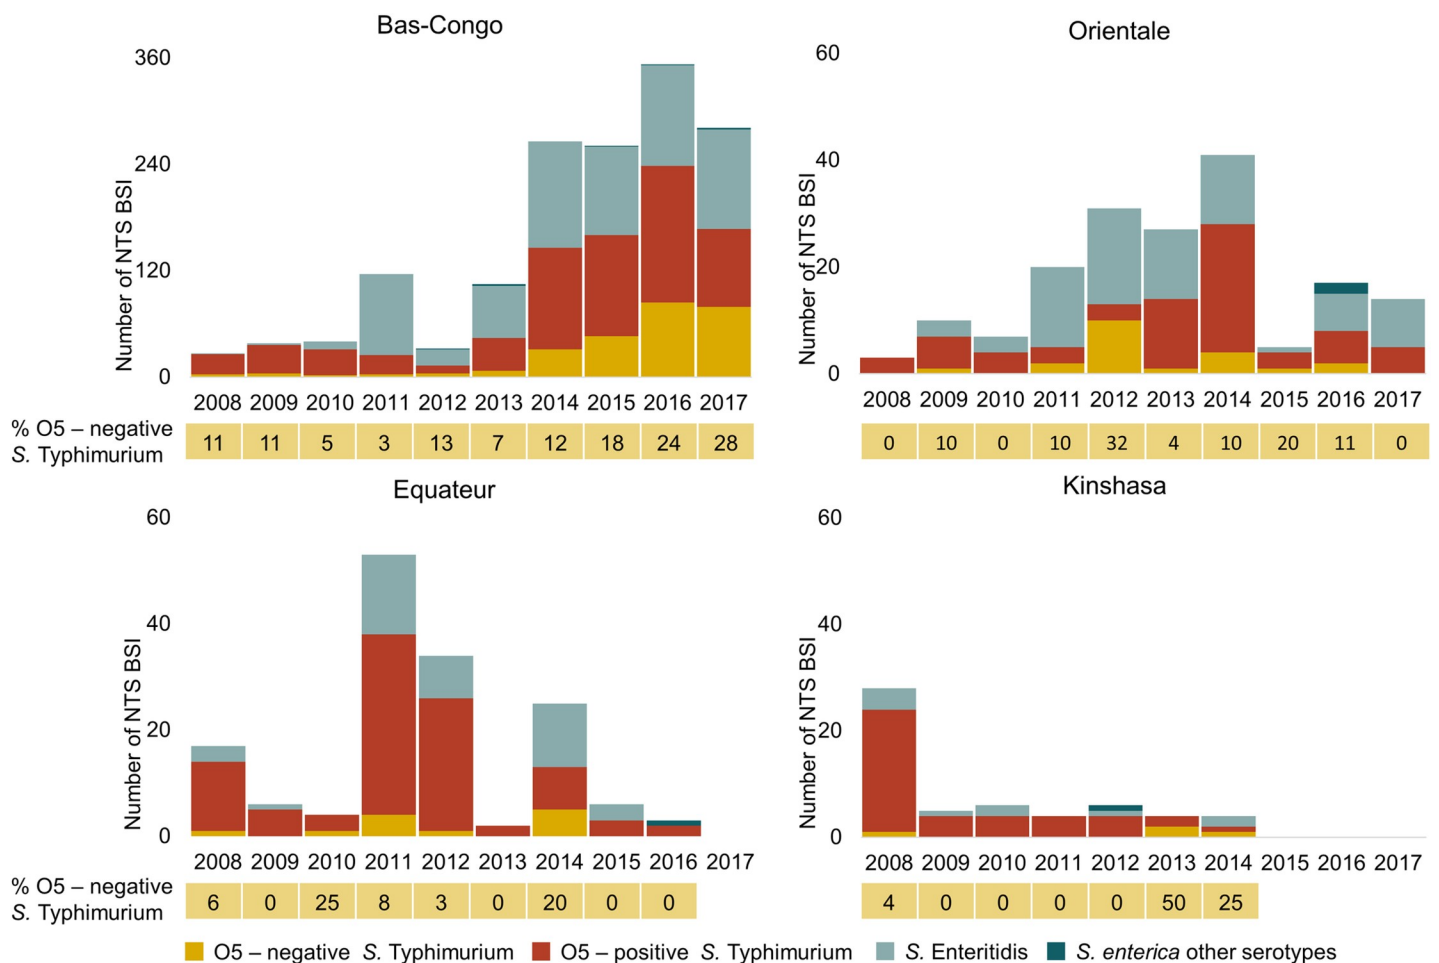 Bas-Congo
Number of NTS BSI
360
240
120
0
2008 2009 2010 2011 2012 2013 2014 2015 2016 2017
% O5 – negative
S. Typhimurium
11 11 5 3 13 7 12 18 24 28
Orientale
Number of NTS BSI
60
40
20
0
2008 2009 2010 2011 2012 2013 2014 2015 2016 2017
0 10 0 10 32 4 10 20 11 0
Equateur
Number of NTS BSI
60
40
20
0
2008 2009 2010 2011 2012 2013 2014 2015 2016 2017
% O5 – negative
S. Typhimurium
6 0 25 8 3 0 20 0 0
Kinshasa
Number of NTS BSI
60
40
20
0
2008 2009 2010 2011 2012 2013 2014 2015 2016 2017
4 0 0 0 0 50 25
O5 – negative S. Typhimurium O5 – positive S. Typhimurium S. Enteritidis S. enterica other serotypes